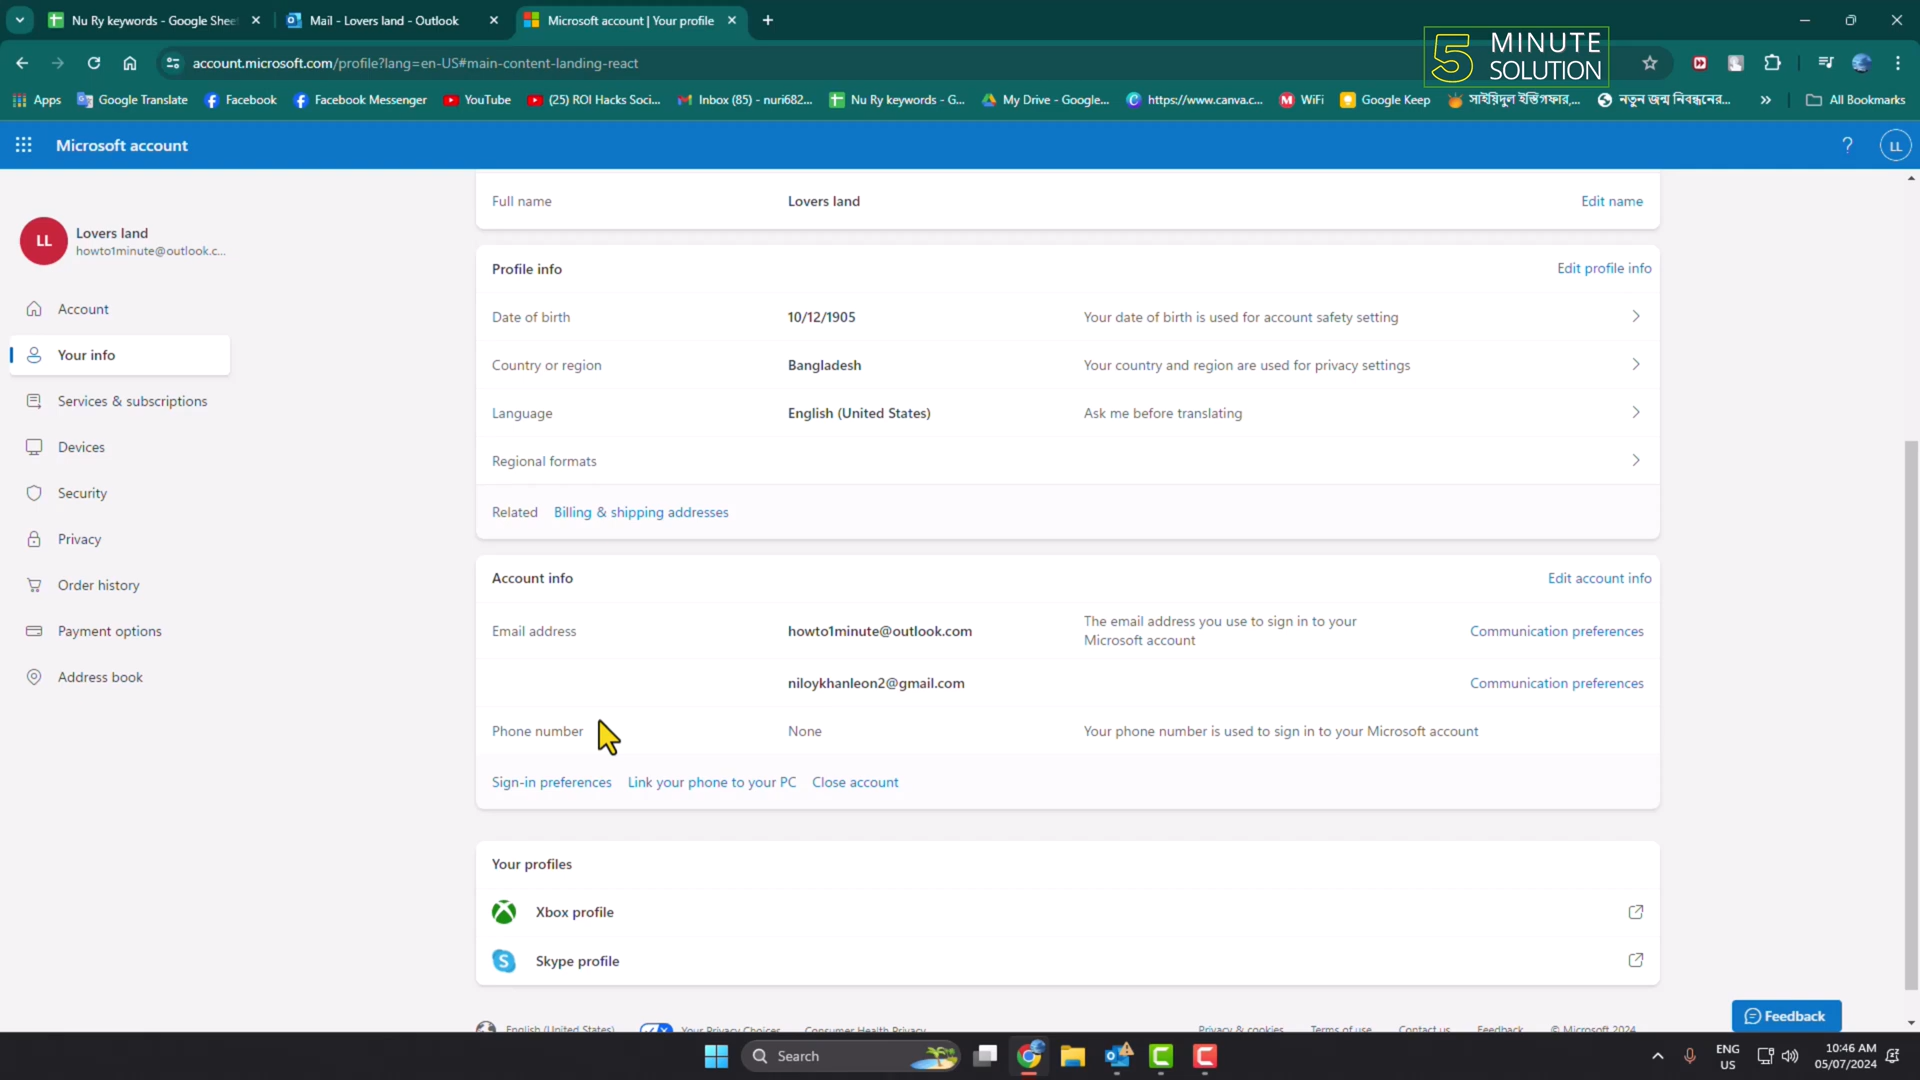 Nu Ry keywords - Google Shee
Mail - Lovers land - Outlook
Microsoft account | Your profile
5 MINUTE
SOLUTION
account.microsoft.com/profile?lang=en-US#main-content-landing-react
Apps
Google Translate
Facebook
Facebook Messenger
YouTube
(25) ROI Hacks Soci...
Inbox (85) - nuri682...
Nu Ry keywords - G...
My Drive - Google...
https://www.canva.c...
WiFi
Google Keep
সাইয়িদুল ইস্তিগফার,...
নতুন জন্ম নিবন্ধনের...
»
All Bookmarks
Microsoft account
?
LL
LL
Lovers land
howto1minute@outlook.c...
Account
Your info
Services & subscriptions
Devices
Security
Privacy
Order history
Payment options
Address book
Full name
Lovers land
Edit name
Profile info
Edit profile info
Date of birth
10/12/1905
Your date of birth is used for account safety setting
Country or region
Bangladesh
Your country and region are used for privacy settings
Language
English (United States)
Ask me before translating
Regional formats
Related
Billing & shipping addresses
Account info
Edit account info
Email address
howto1minute@outlook.com
The email address you use to sign in to your
Microsoft account
Communication preferences
niloykhanleon2@gmail.com
Communication preferences
Phone number
None
Your phone number is used to sign in to your Microsoft account
Sign-in preferences
Link your phone to your PC
Close account
Your profiles
Xbox profile
Skype profile
Feedback
English (United States)
Your Privacy Choices
Consumer Health Privacy
Privacy & cookies
Terms of use
Contact us
Feedback
© Microsoft 2024
Search
ENG
US
10:46 AM
05/07/2024